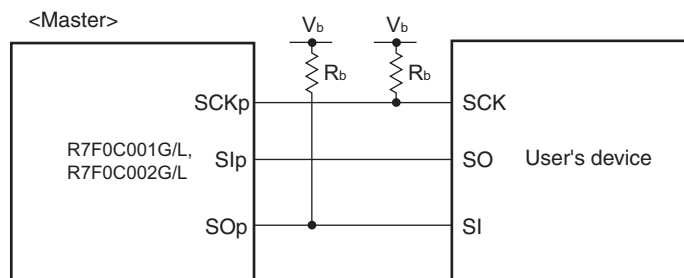 <Master>
Vb Vb
Rb Rb
SCKp SCK
R7F0C001G/L,
R7F0C002G/L
SIp SO User's device
SOp SI